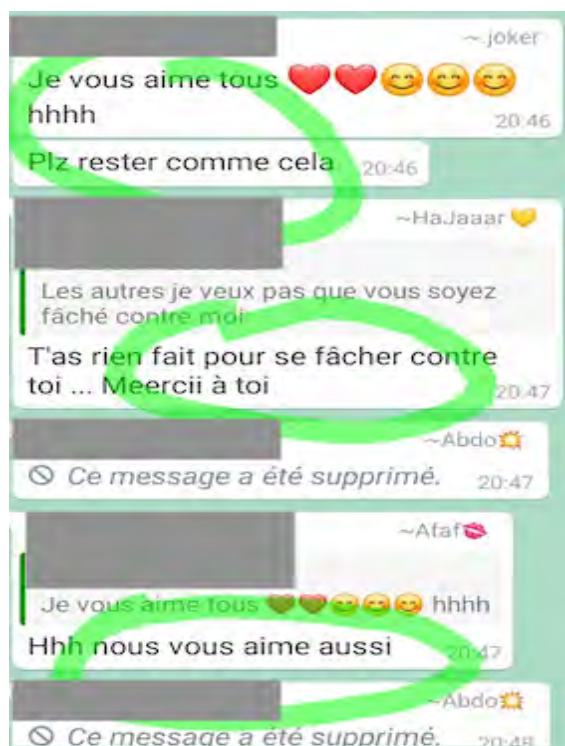 ~.joker
Je vous aime tous ❤️❤️😊😊😊
hhhh
20:46
Plz rester comme cela 20:46
~HaJaaar 💛
Les autres je veux pas que vous soyez
fâché contre moi
T'as rien fait pour se fâcher contre
toi ... Meercii à toi
20:47
~Abdo💥
Ce message a été supprimé. 20:47
~Afaf💋
Je vous aime tous ❤️❤️😊😊😊 hhhh
Hhh nous vous aime aussi 20:47
~Abdo💥
Ce message a été supprimé. 20:48